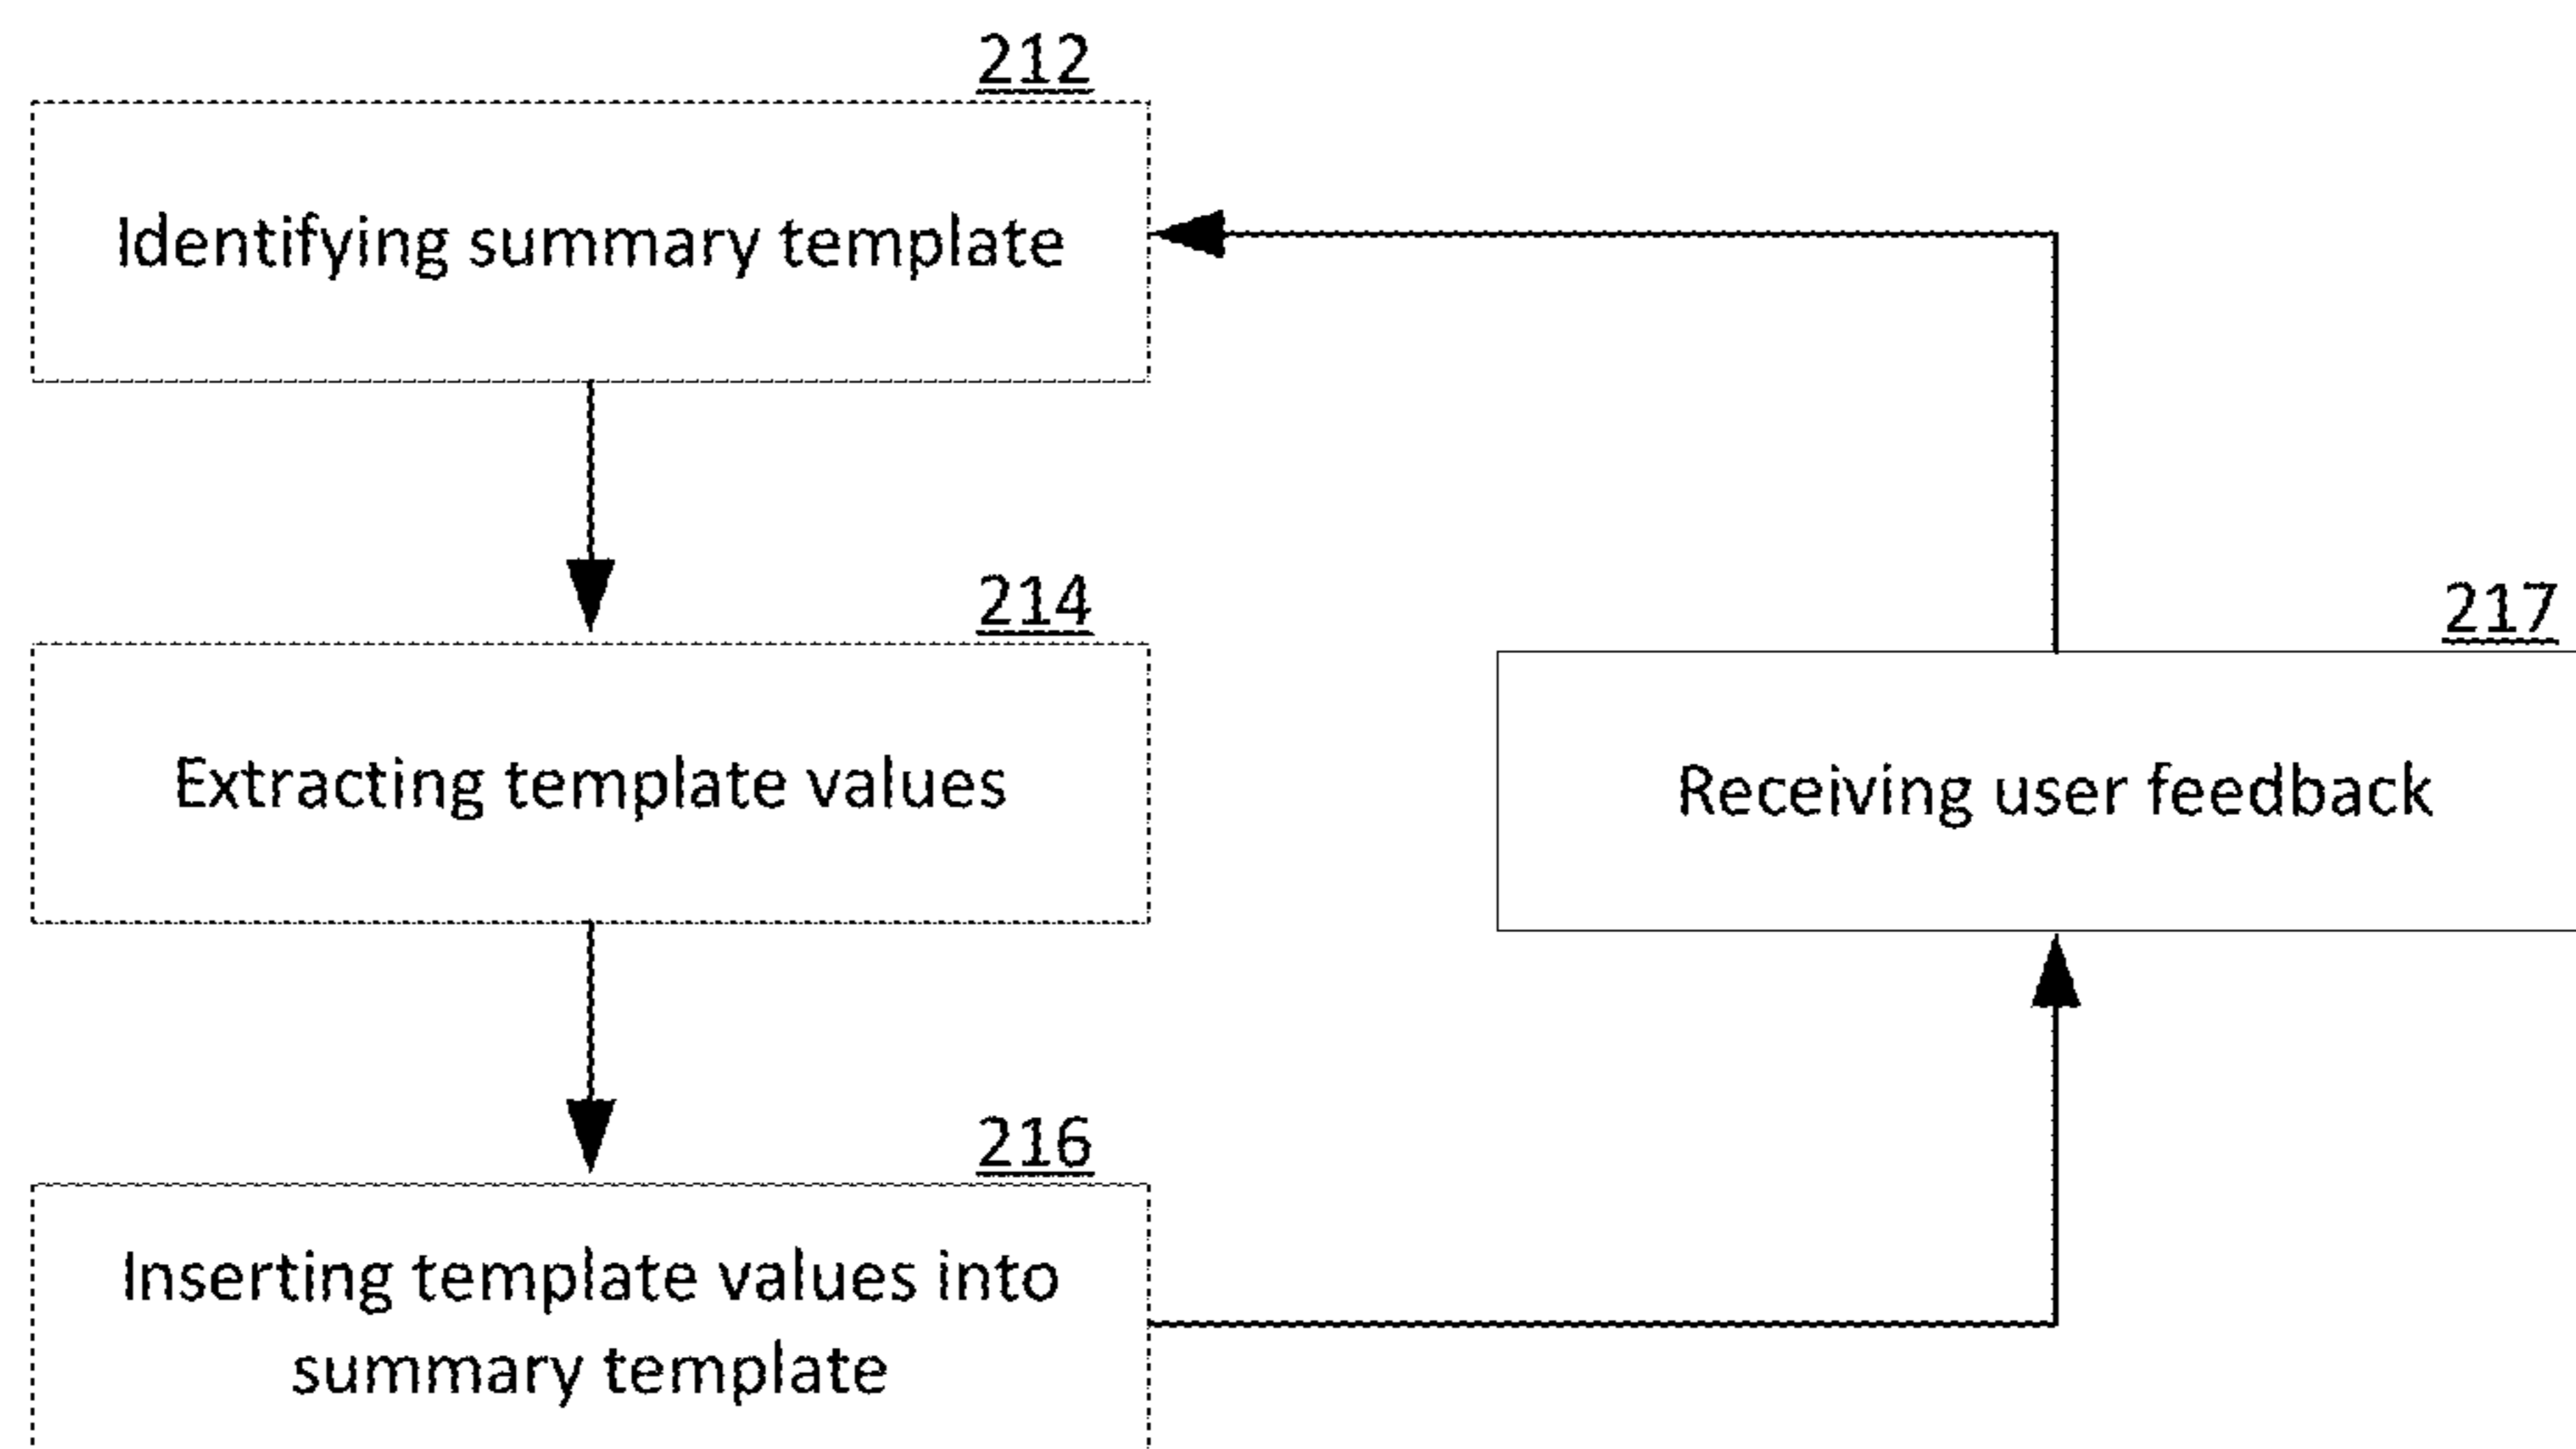 212
Identifying summary template
214
Extracting template values
217
Receiving user feedback
216
Inserting template values into
summary template